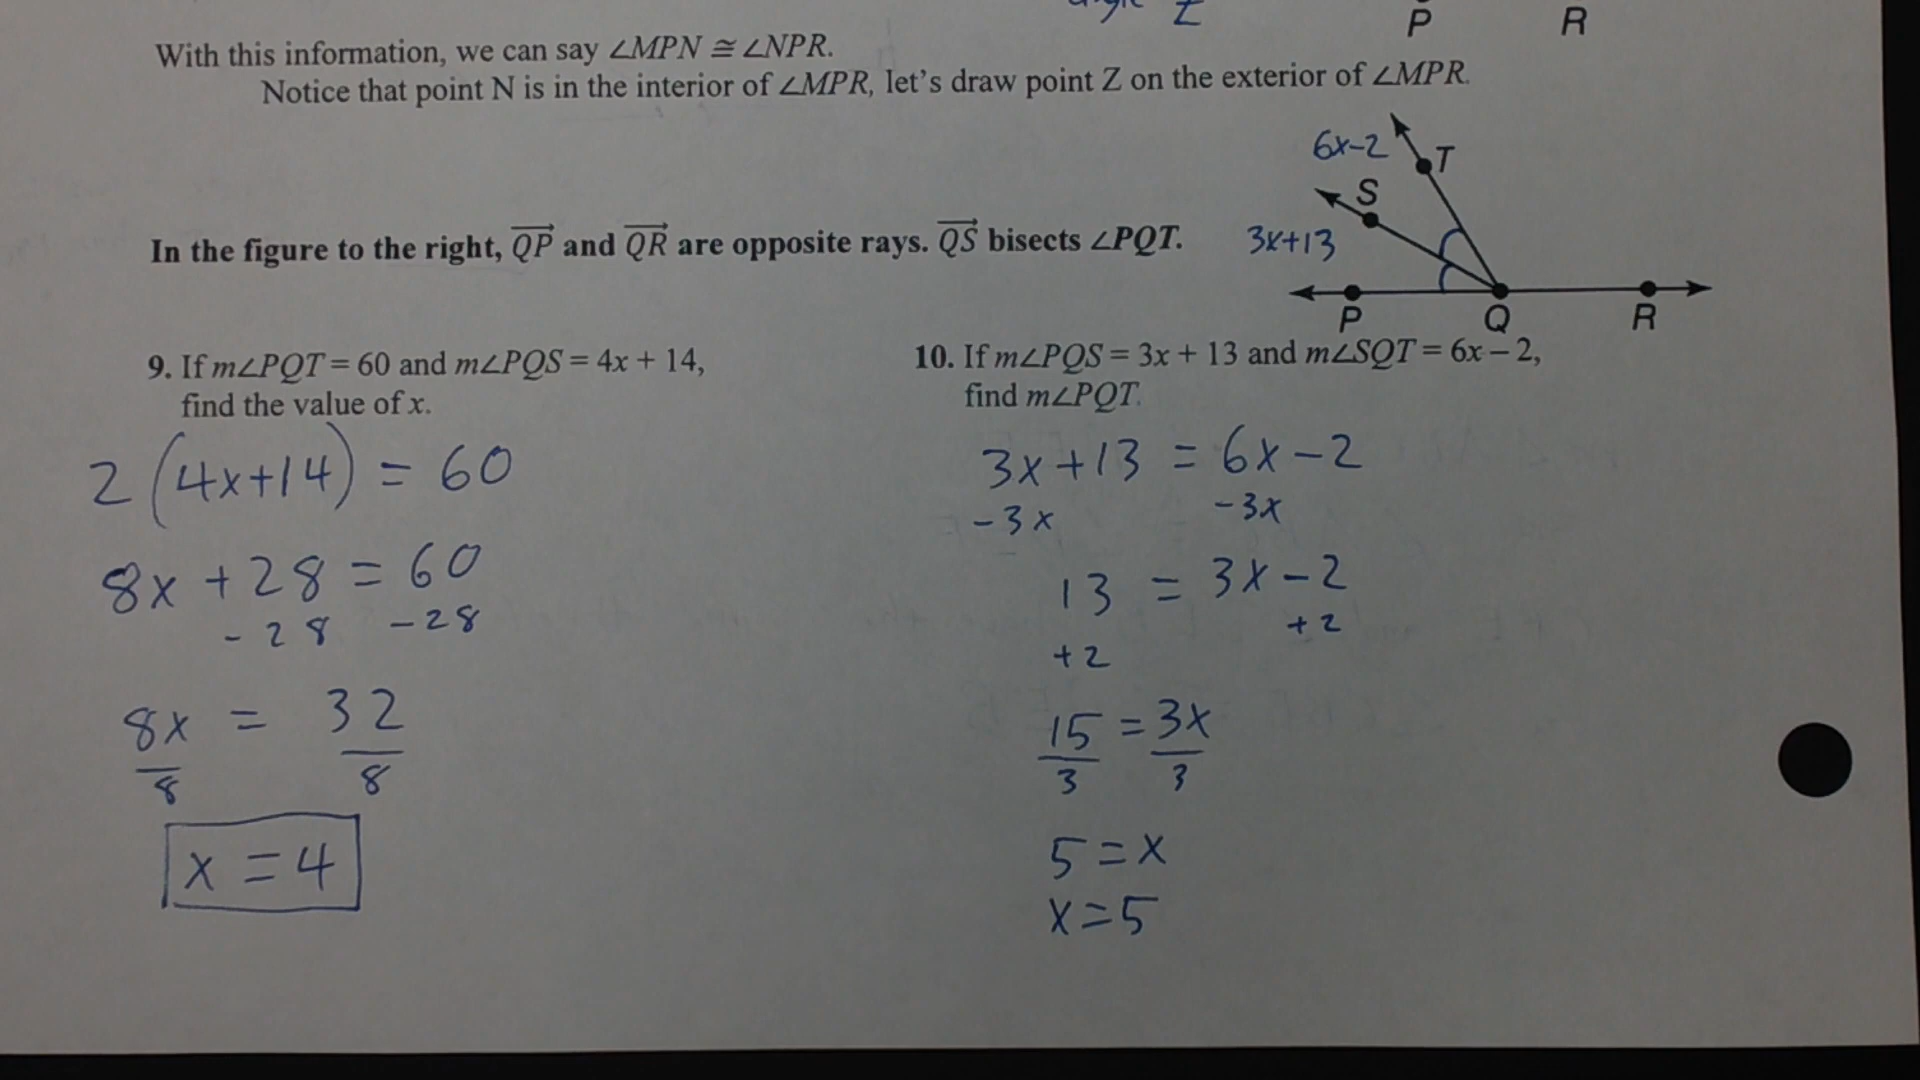 angle Z
P R
With this information, we can say ∠MPN ≅ ∠NPR.
Notice that point N is in the interior of ∠MPR, let's draw point Z on the exterior of ∠MPR.
6x-2
T
S
In the figure to the right, QP and QR are opposite rays. QS bisects ∠PQT.
3x+13
P Q R
9. If m∠PQT = 60 and m∠PQS = 4x + 14,
find the value of x.
2(4x+14) = 60
8x + 28 = 60
-28 -28
8x = 32
8 8
x = 4
10. If m∠PQS = 3x + 13 and m∠SQT = 6x – 2,
find m∠PQT.
3x+13 = 6x-2
-3x -3x
13 = 3x-2
+2 +2
15 = 3x
3 3
5 = x
x = 5